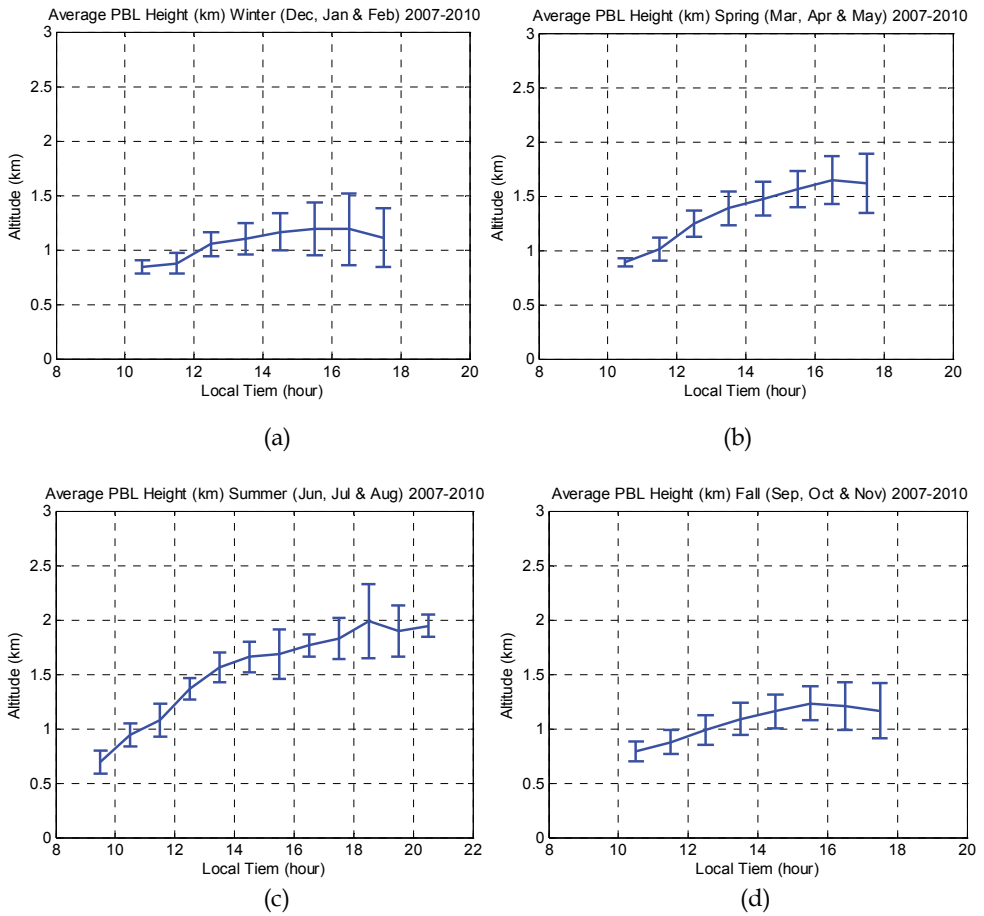 Average PBL Height (km) Winter (Dec, Jan & Feb) 2007-2010
3
2.5
2
1.5
1
0.5
0
Altitude (km)
8 10 12 14 16 18 20
Local Tiem (hour)
(a)
Average PBL Height (km) Spring (Mar, Apr & May) 2007-2010
3
2.5
2
1.5
1
0.5
0
Altitude (km)
8 10 12 14 16 18 20
Local Tiem (hour)
(b)
Average PBL Height (km) Summer (Jun, Jul & Aug) 2007-2010
3
2.5
2
1.5
1
0.5
0
Altitude (km)
8 10 12 14 16 18 20 22
Local Tiem (hour)
(c)
Average PBL Height (km) Fall (Sep, Oct & Nov) 2007-2010
3
2.5
2
1.5
1
0.5
0
Altitude (km)
8 10 12 14 16 18 20
Local Tiem (hour)
(d)